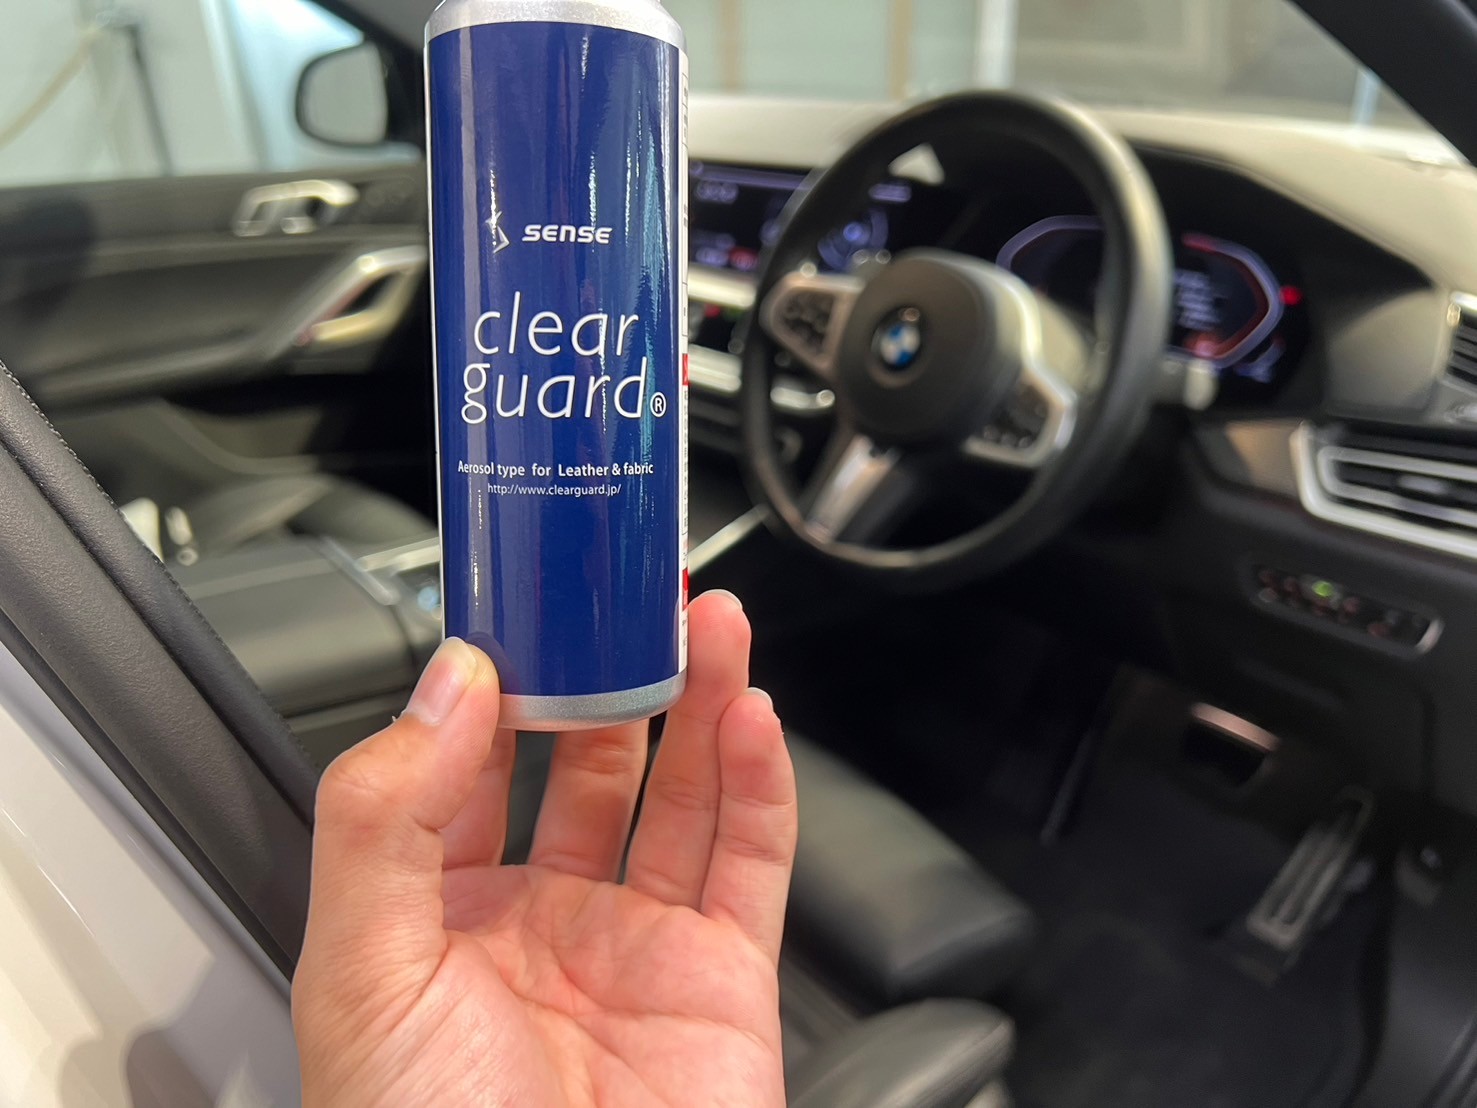 SENSE
clear
guard®
Aerosol type for Leather & fabric
http://www.clearguard.jp/